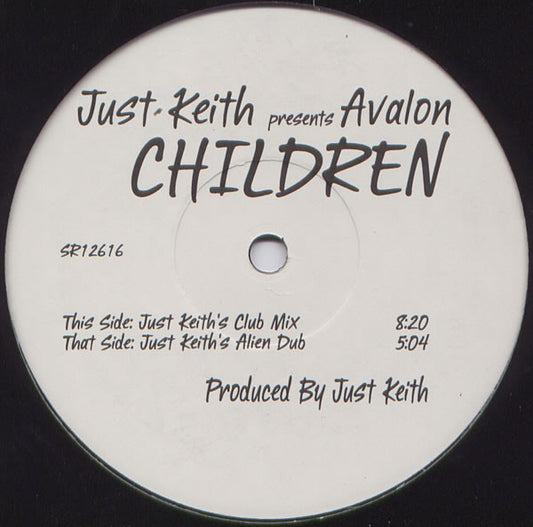 Just Keith presents Avalon
CHILDREN
SR12616
This Side: Just Keith's Club Mix 8:20
That Side: Just Keith's Alien Dub 5:04
Produced By Just Keith